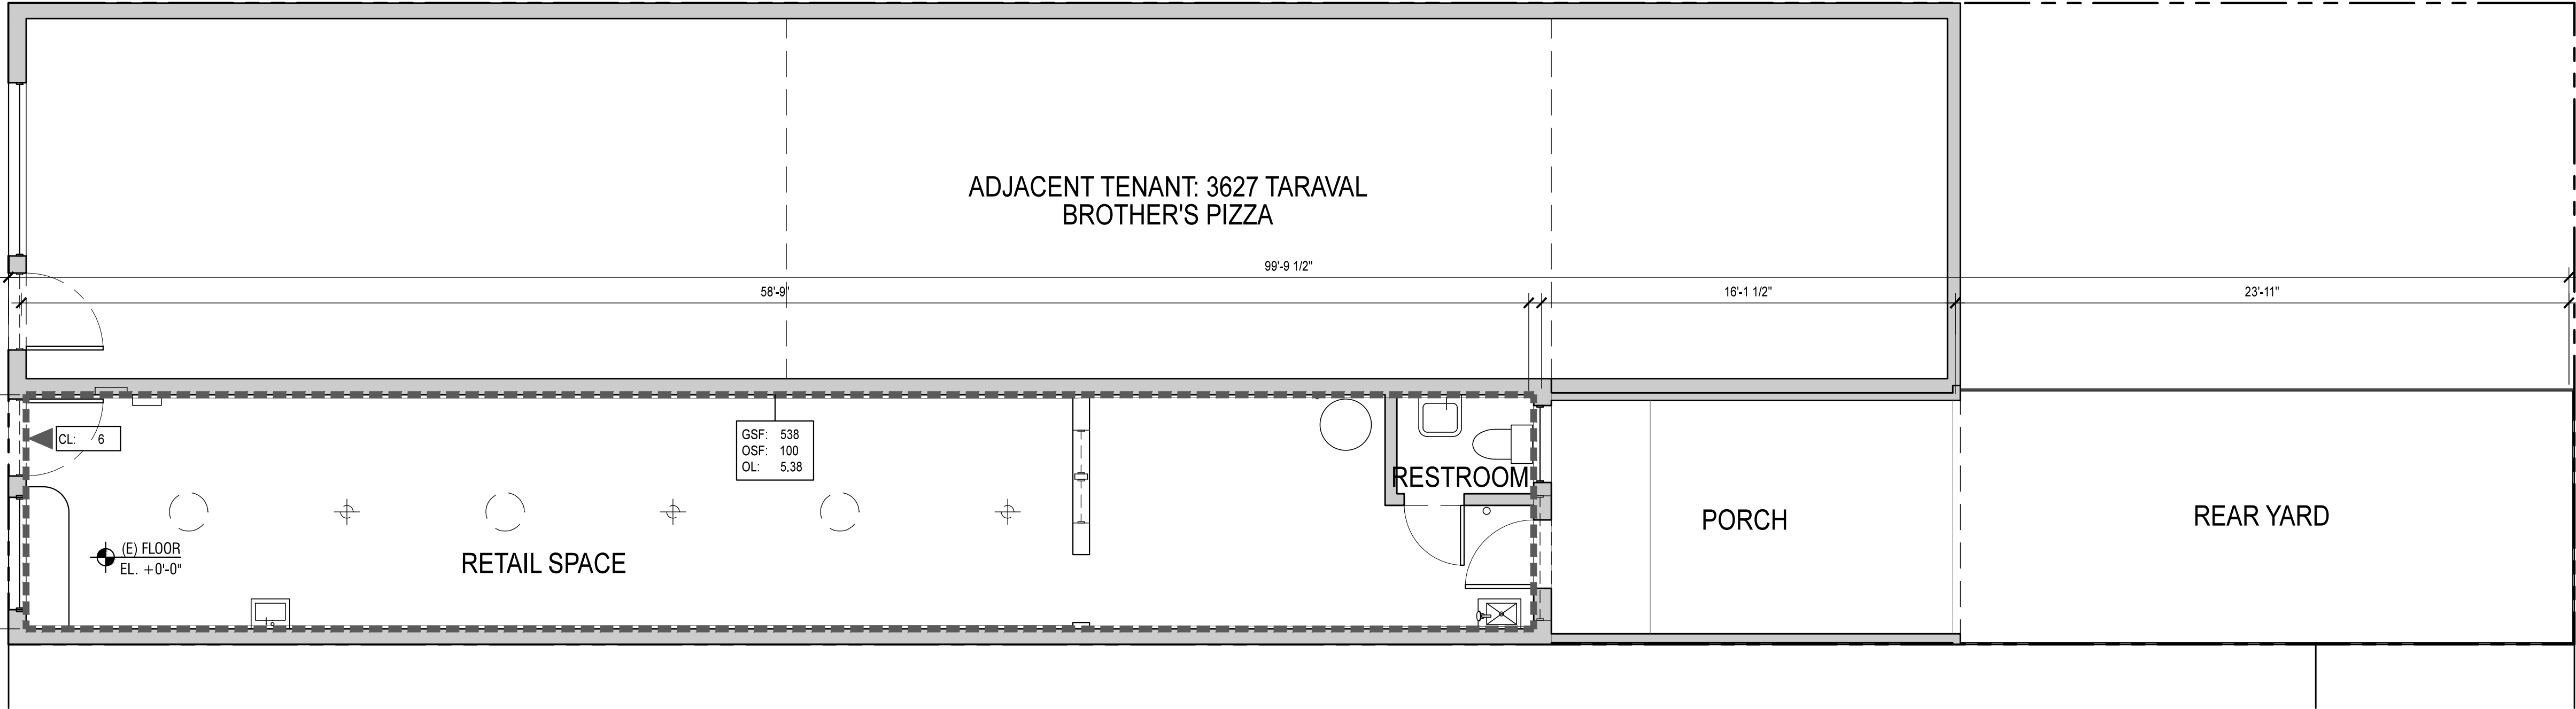 ADJACENT TENANT: 3627 TARAVAL
BROTHER'S PIZZA
99'-9 1/2"
58'-9"
16'-1 1/2"
23'-11"
CL: 6
GSF: 538
OSF: 100
OL: 5.38
RESTROOM
PORCH
REAR YARD
(E) FLOOR
EL. +0'-0"
RETAIL SPACE